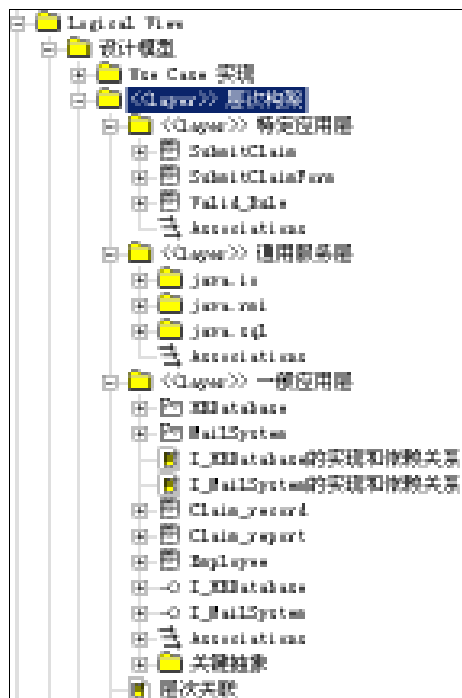 Logical View
设计模型
Use Case 实现
<<layer>> 层次构架
<<layer>> 特定应用层
SubmitClaim
SubmitClaimForm
Valid_Rule
Associations
<<layer>> 通用服务层
java.io
java.rmi
java.sql
Associations
<<layer>> 一般应用层
HRDatabase
MailSystem
I_HRDatabase的实现和依赖关系
I_MailSystem的实现和依赖关系
Claim_record
Claim_report
Employee
I_HRDatabase
I_MailSystem
Associations
关键抽象
层次关联